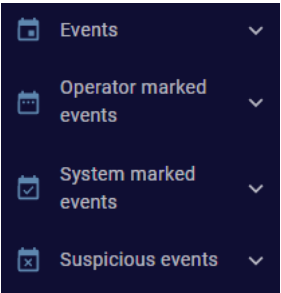 Events
Operator marked
events
System marked
events
Suspicious events